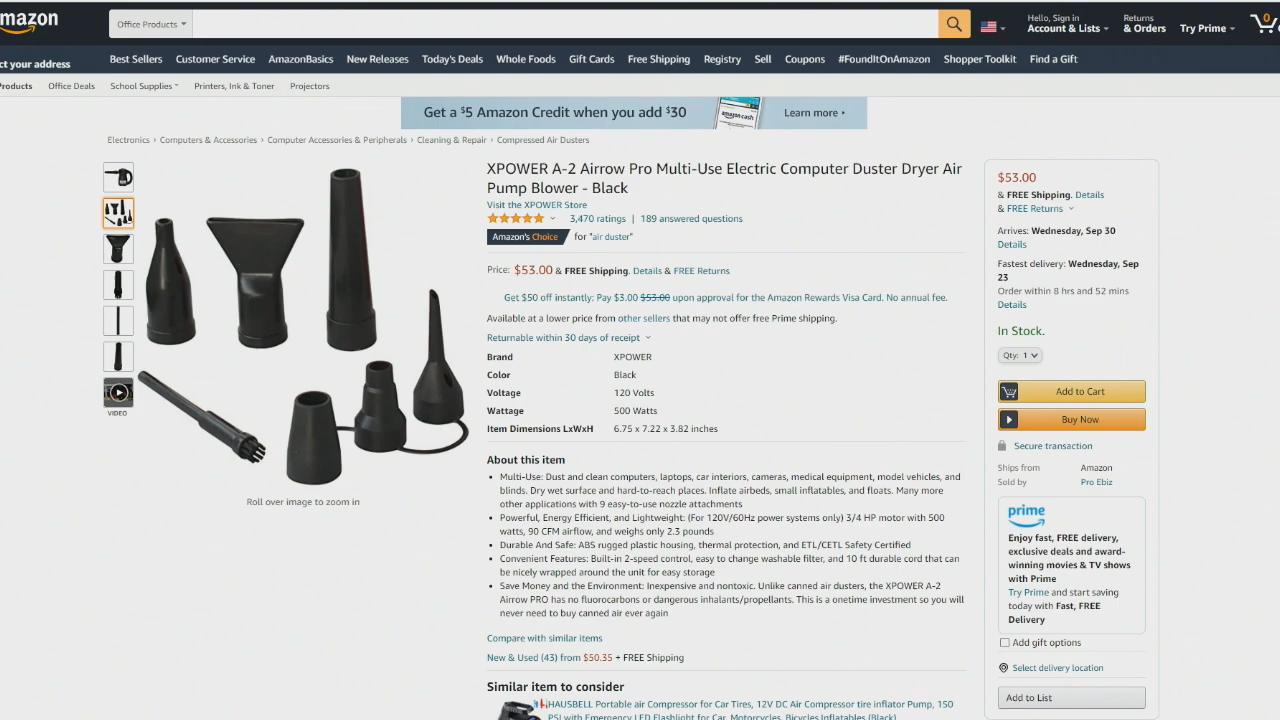 mazon
Office Products
Hello, Sign in
Account & Lists
Returns
& Orders
Try Prime
0
ct your address
Best Sellers
Customer Service
AmazonBasics
New Releases
Today's Deals
Whole Foods
Gift Cards
Free Shipping
Registry
Sell
Coupons
#FoundItOnAmazon
Shopper Toolkit
Find a Gift
Products
Office Deals
School Supplies
Printers, Ink & Toner
Projectors
Get a $5 Amazon Credit when you add $30
amazon cash
Learn more ▸
Electronics › Computers & Accessories › Computer Accessories & Peripherals › Cleaning & Repair › Compressed Air Dusters
VIDEO
Roll over image to zoom in
XPOWER A-2 Airrow Pro Multi-Use Electric Computer Duster Dryer Air
Pump Blower - Black
Visit the XPOWER Store
3,470 ratings | 189 answered questions
Amazon's Choice for "air duster"
Price: $53.00 & FREE Shipping. Details & FREE Returns
Get $50 off instantly: Pay $3.00 $53.00 upon approval for the Amazon Rewards Visa Card. No annual fee.
Available at a lower price from other sellers that may not offer free Prime shipping.
Returnable within 30 days of receipt
Brand XPOWER
Color Black
Voltage 120 Volts
Wattage 500 Watts
Item Dimensions LxWxH 6.75 x 7.22 x 3.82 inches
About this item
• Multi-Use: Dust and clean computers, laptops, car interiors, cameras, medical equipment, model vehicles, and
blinds. Dry wet surface and hard-to-reach places. Inflate airbeds, small inflatables, and floats. Many more
other applications with 9 easy-to-use nozzle attachments
• Powerful, Energy Efficient, and Lightweight: (For 120V/60Hz power systems only) 3/4 HP motor with 500
watts, 90 CFM airflow, and weighs only 2.3 pounds
• Durable And Safe: ABS rugged plastic housing, thermal protection, and ETL/CETL Safety Certified
• Convenient Features: Built-in 2-speed control, easy to change washable filter, and 10 ft durable cord that can
be nicely wrapped around the unit for easy storage
• Save Money and the Environment: Inexpensive and nontoxic. Unlike canned air dusters, the XPOWER A-2
Airrow PRO has no fluorocarbons or dangerous inhalants/propellants. This is a onetime investment so you will
never need to buy canned air ever again
Compare with similar items
New & Used (43) from $50.35 + FREE Shipping
Similar item to consider
HAUSBELL Portable air Compressor for Car Tires, 12V DC Air Compressor tire inflator Pump, 150
PSI with Emergency LED Flashlight for Car, Motorcycles, Bicycles Inflatables (Black)
$53.00
& FREE Shipping. Details
& FREE Returns
Arrives: Wednesday, Sep 30
Details
Fastest delivery: Wednesday, Sep
23
Order within 8 hrs and 52 mins
Details
In Stock.
Qty: 1
Add to Cart
Buy Now
Secure transaction
Ships from Amazon
Sold by Pro Ebiz
prime
Enjoy fast, FREE delivery,
exclusive deals and award-
winning movies & TV shows
with Prime
Try Prime and start saving
today with Fast, FREE
Delivery
Add gift options
Select delivery location
Add to List